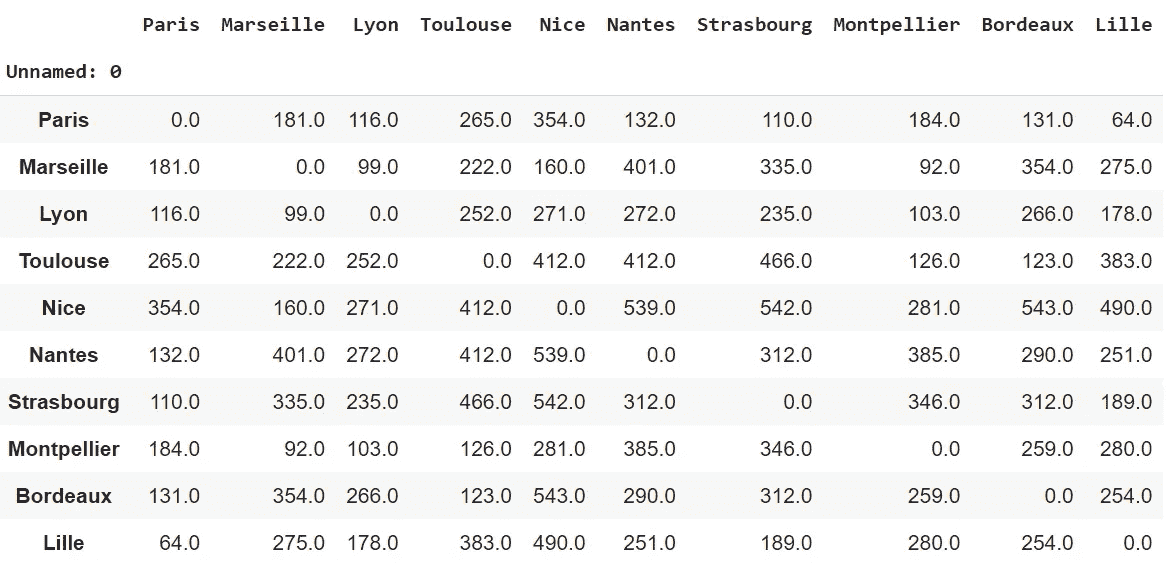 Paris Marseille Lyon Toulouse Nice Nantes Strasbourg Montpellier Bordeaux Lille
Unnamed: 0
Paris 0.0 181.0 116.0 265.0 354.0 132.0 110.0 184.0 131.0 64.0
Marseille 181.0 0.0 99.0 222.0 160.0 401.0 335.0 92.0 354.0 275.0
Lyon 116.0 99.0 0.0 252.0 271.0 272.0 235.0 103.0 266.0 178.0
Toulouse 265.0 222.0 252.0 0.0 412.0 412.0 466.0 126.0 123.0 383.0
Nice 354.0 160.0 271.0 412.0 0.0 539.0 542.0 281.0 543.0 490.0
Nantes 132.0 401.0 272.0 412.0 539.0 0.0 312.0 385.0 290.0 251.0
Strasbourg 110.0 335.0 235.0 466.0 542.0 312.0 0.0 346.0 312.0 189.0
Montpellier 184.0 92.0 103.0 126.0 281.0 385.0 346.0 0.0 259.0 280.0
Bordeaux 131.0 354.0 266.0 123.0 543.0 290.0 312.0 259.0 0.0 254.0
Lille 64.0 275.0 178.0 383.0 490.0 251.0 189.0 280.0 254.0 0.0